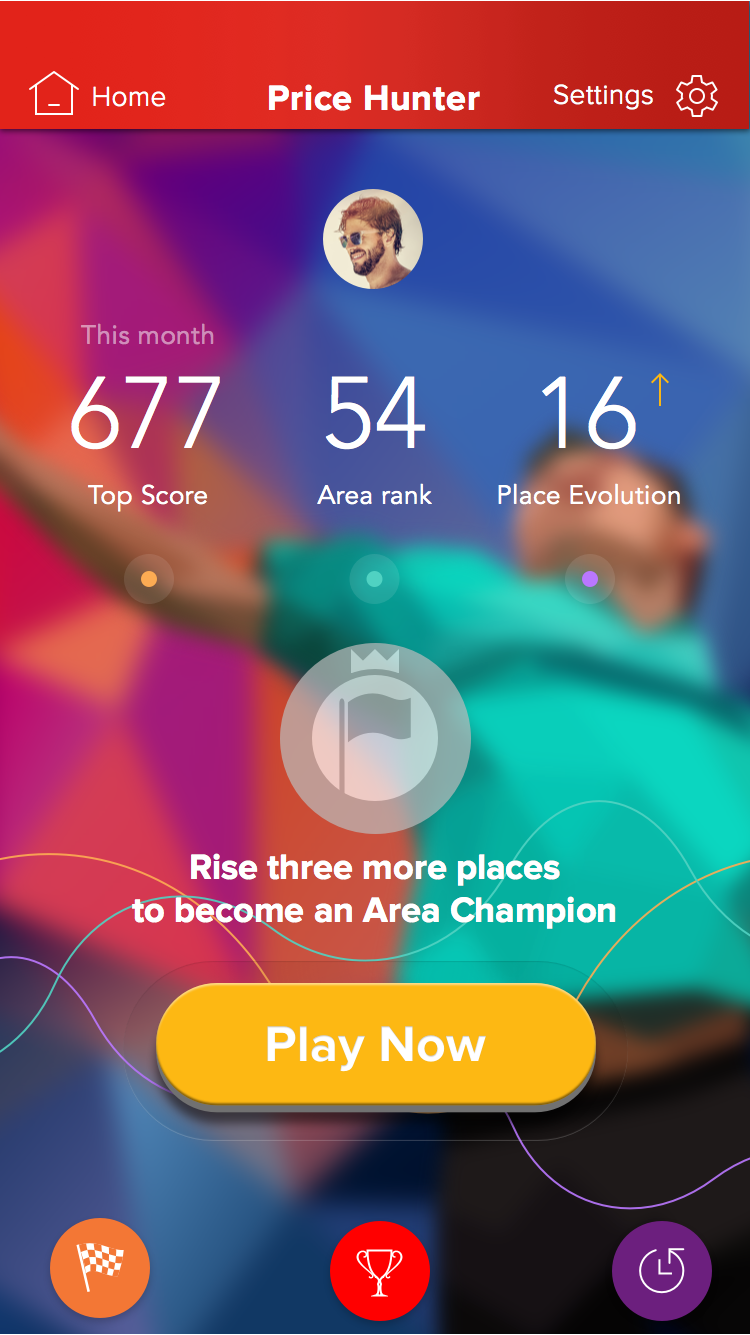 Home
Price Hunter
Settings
This month
677
54
16
Top Score
Area rank
Place Evolution
Rise three more places
to become an Area Champion
Play Now